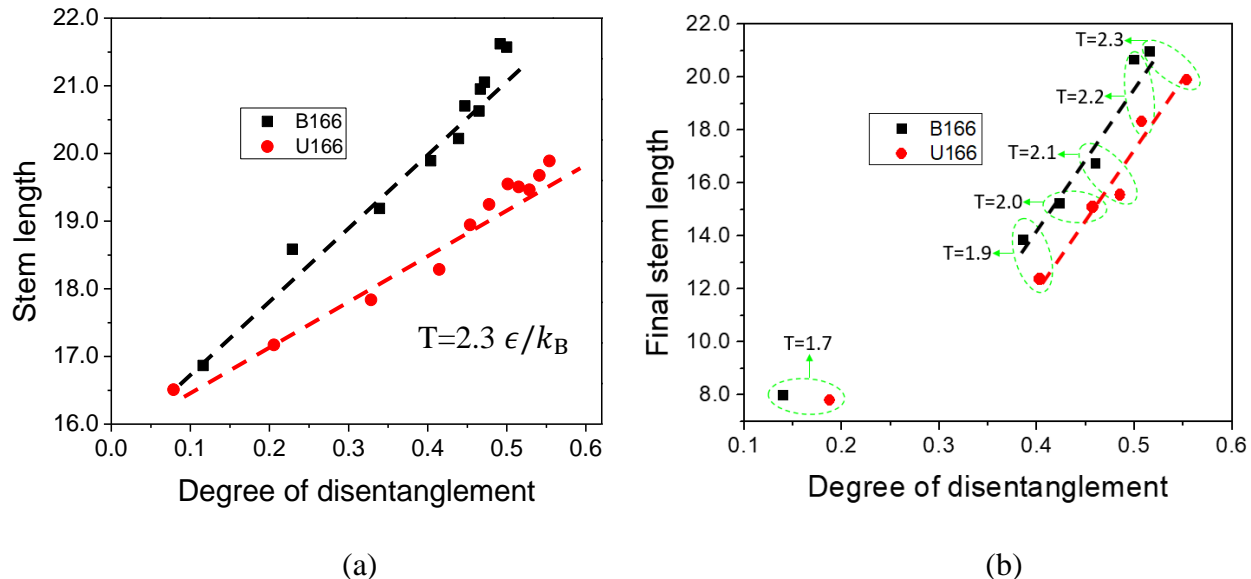 22.0
21.0
20.0
19.0
18.0
17.0
16.0
Stem length
B166
U166
T=2.3 ϵ/k_B
0.0 0.1 0.2 0.3 0.4 0.5 0.6
Degree of disentanglement
(a)
22.0
20.0
18.0
16.0
14.0
12.0
10.0
8.0
Final stem length
T=2.3
T=2.2
B166
U166
T=2.1
T=2.0
T=1.9
T=1.7
0.1 0.2 0.3 0.4 0.5 0.6
Degree of disentanglement
(b)